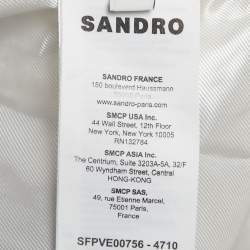 SANDRO
SANDRO FRANCE
150 boulevard Haussmann
75008 Paris
www.sandro-paris.com
SMCP USA Inc.
44 Wall Street, 12th Floor
New York, New York 10005
RN132784
SMCP ASIA Inc.
The Centrum, Suite 3203A-5A, 32/F
60 Wyndham Street, Central
HONG-KONG
SMCP SAS,
49, rue Etienne Marcel,
75001 Paris,
France
SFPVE00756 - 4710